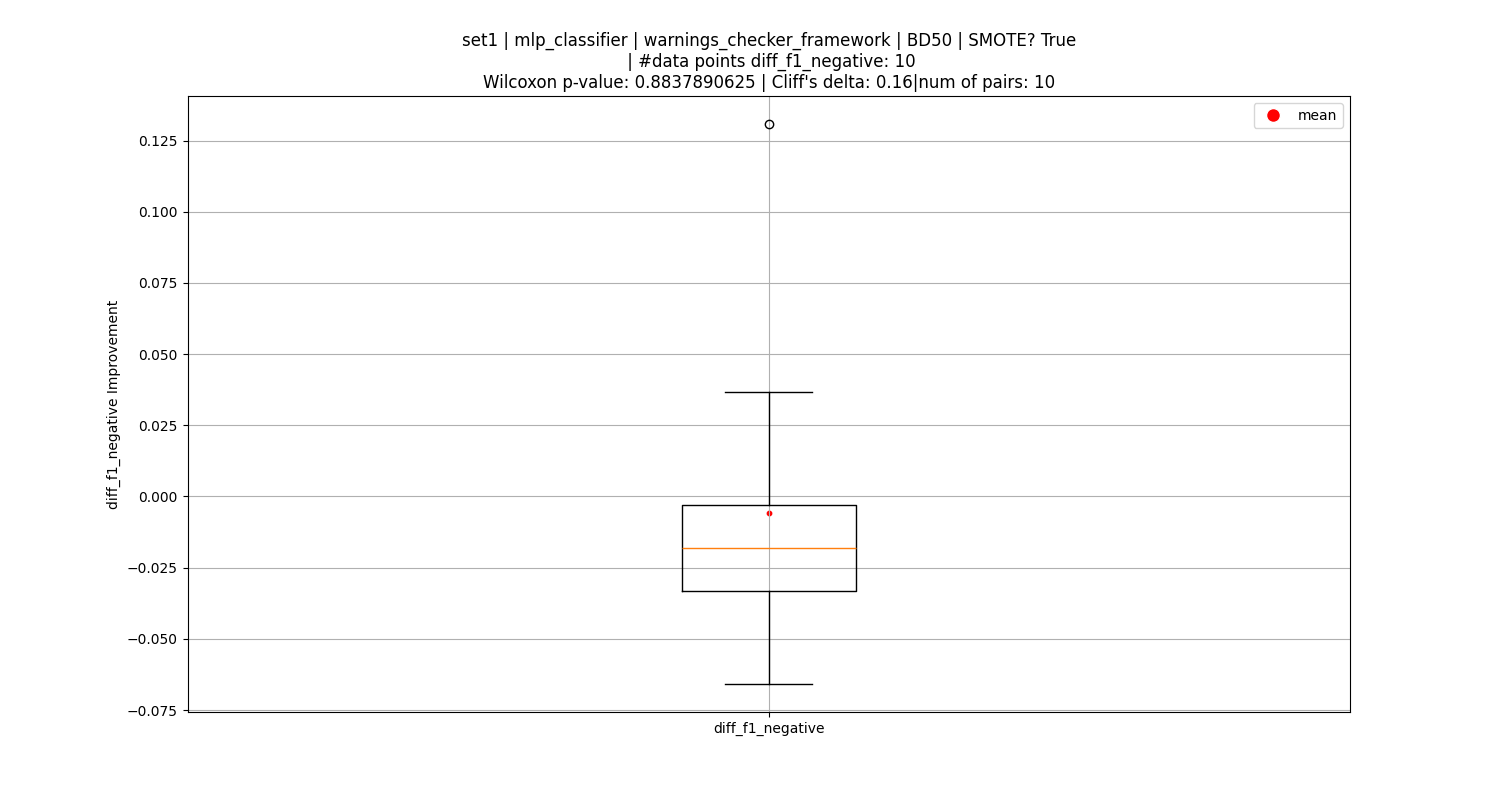 set1 | mlp_classifier | warnings_checker_framework | BD50 | SMOTE? True
| #data points diff_f1_negative: 10
Wilcoxon p-value: 0.8837890625 | Cliff's delta: 0.16|num of pairs: 10
mean
0.125
0.100
0.075
0.050
0.025
0.000
−0.025
−0.050
−0.075
diff_f1_negative Improvement
diff_f1_negative